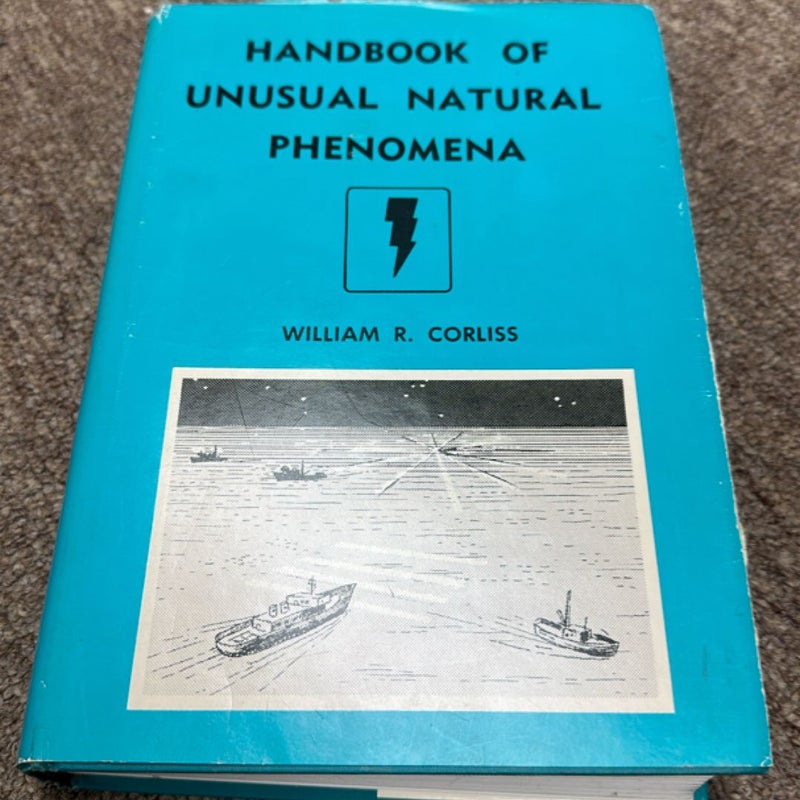 HANDBOOK OF
UNUSUAL NATURAL
PHENOMENA
WILLIAM R. CORLISS